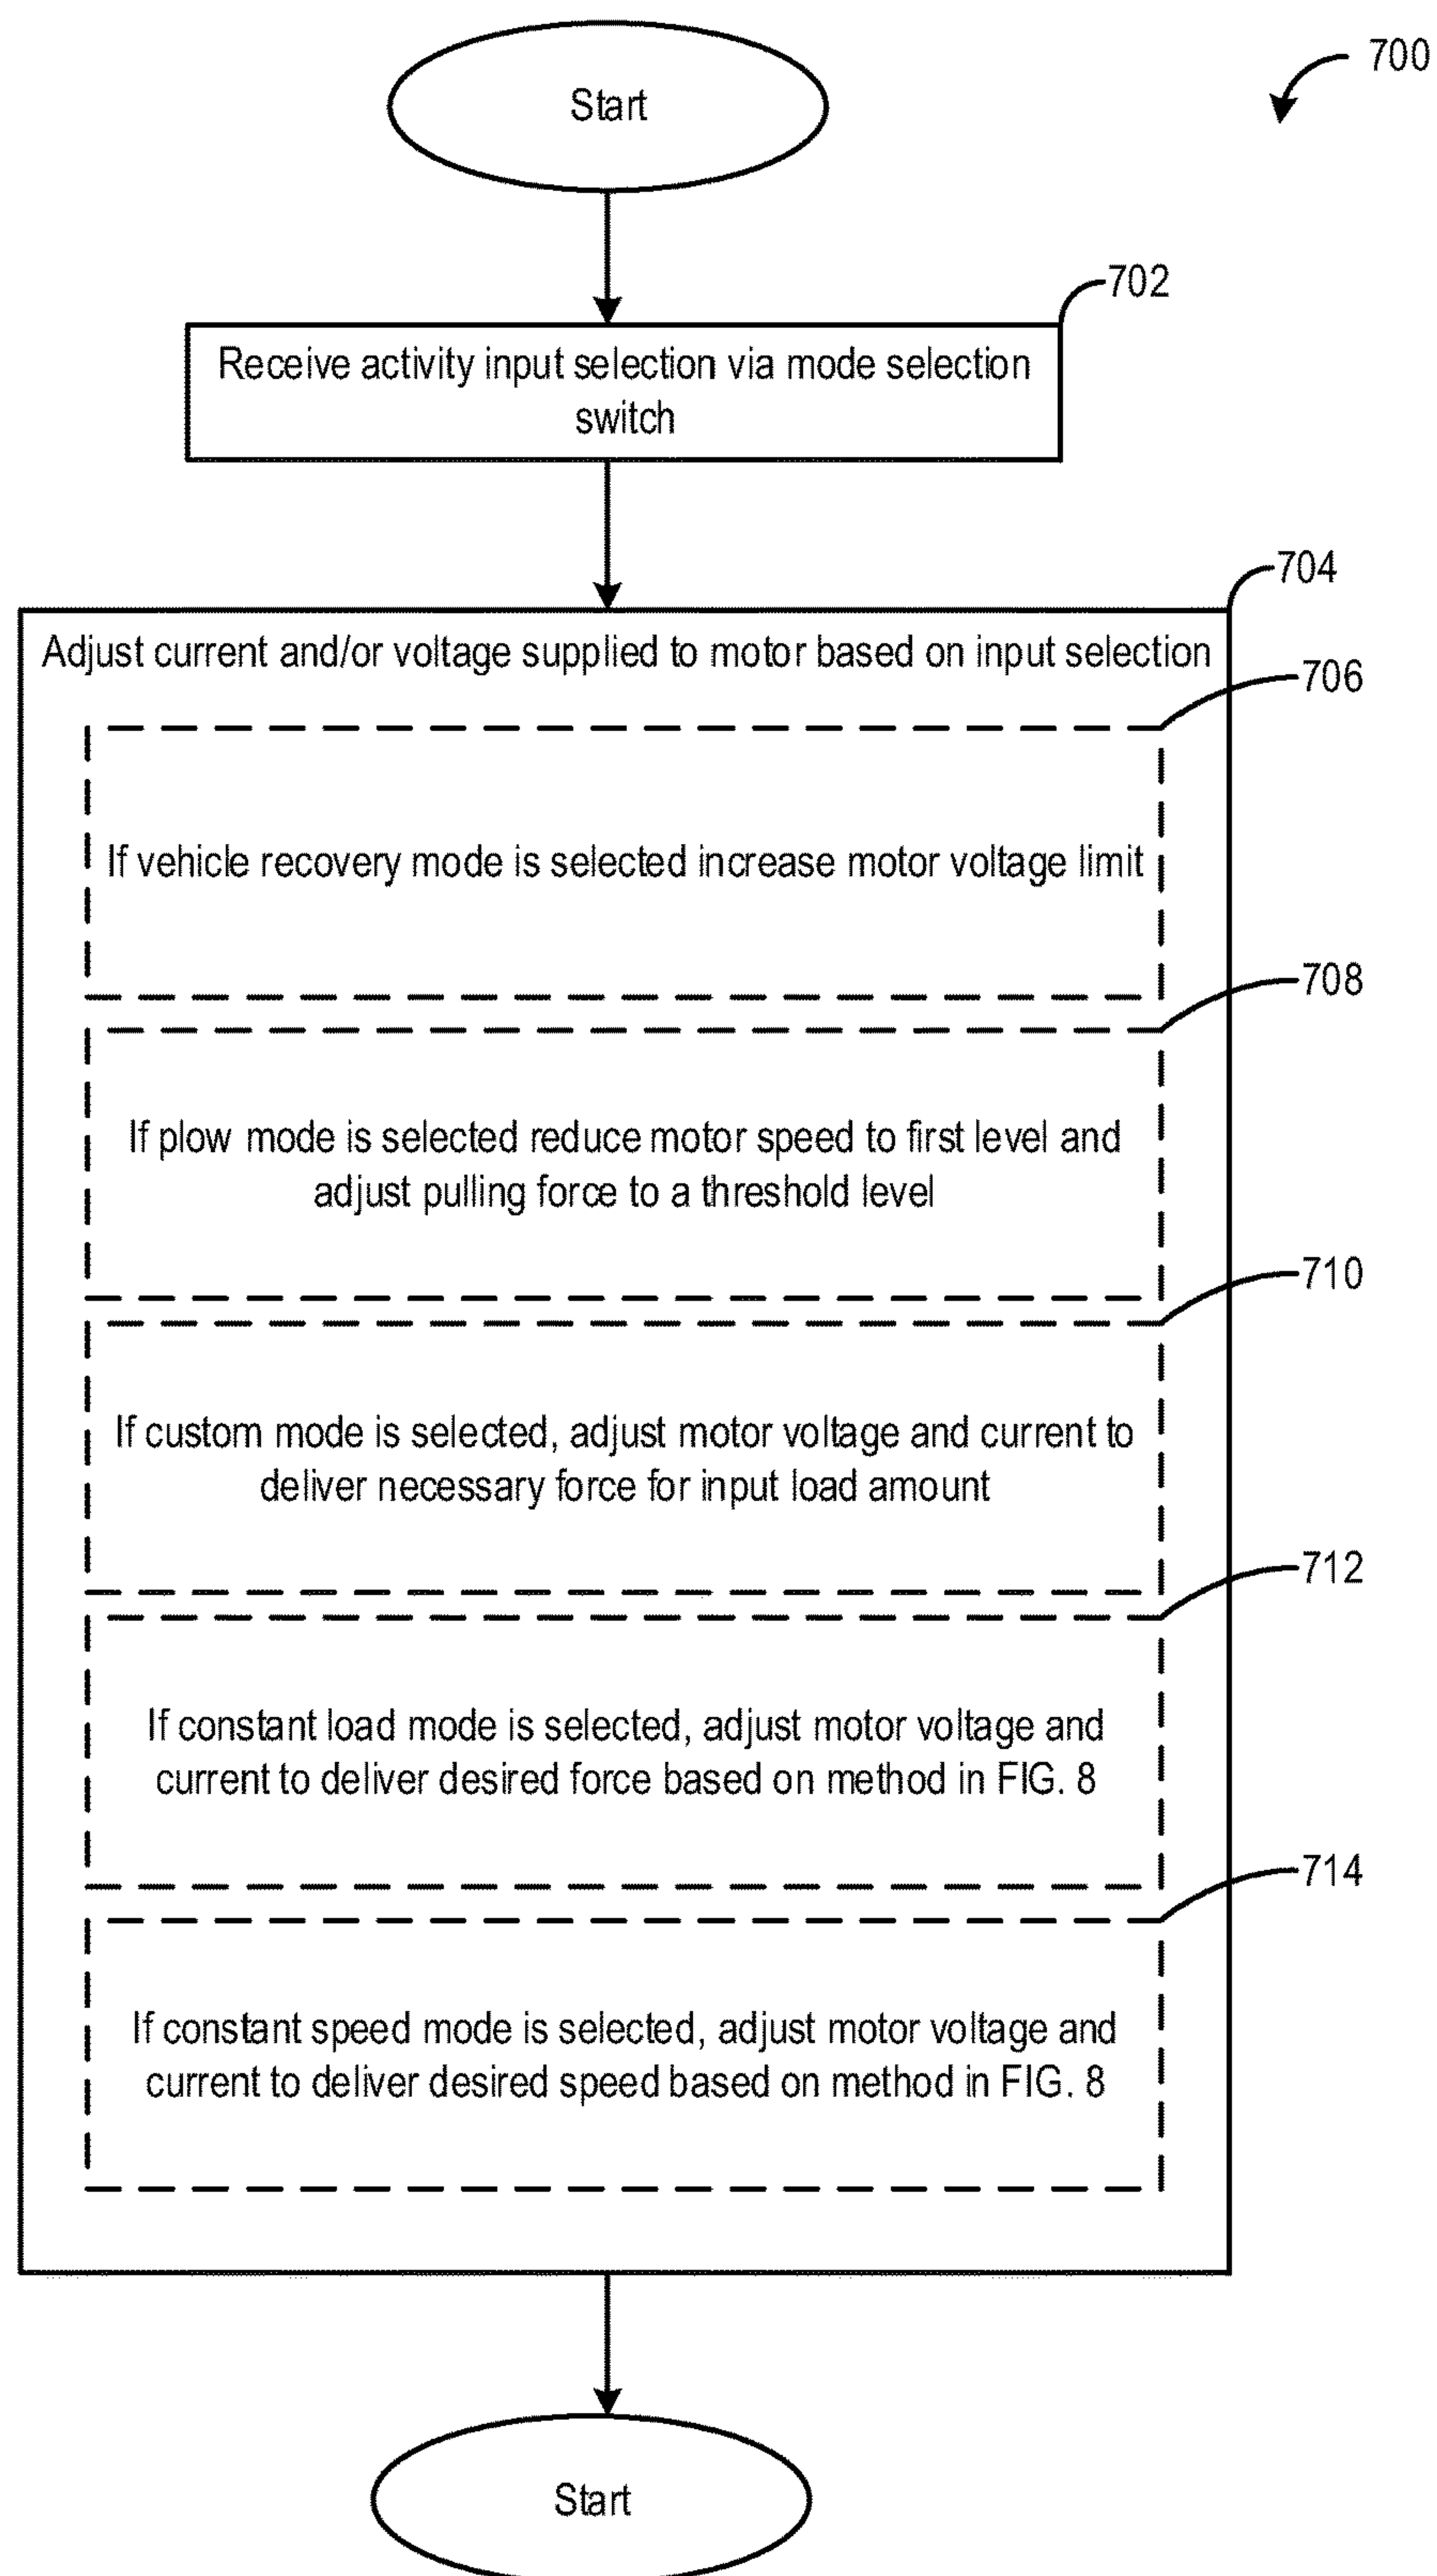 Start
700
702
Receive activity input selection via mode selection
switch
704
Adjust current and/or voltage supplied to motor based on input selection
706
If vehicle recovery mode is selected increase motor voltage limit
708
If plow mode is selected reduce motor speed to first level and
adjust pulling force to a threshold level
710
If custom mode is selected, adjust motor voltage and current to
deliver necessary force for input load amount
712
If constant load mode is selected, adjust motor voltage and
current to deliver desired force based on method in FIG. 8
714
If constant speed mode is selected, adjust motor voltage and
current to deliver desired speed based on method in FIG. 8
Start